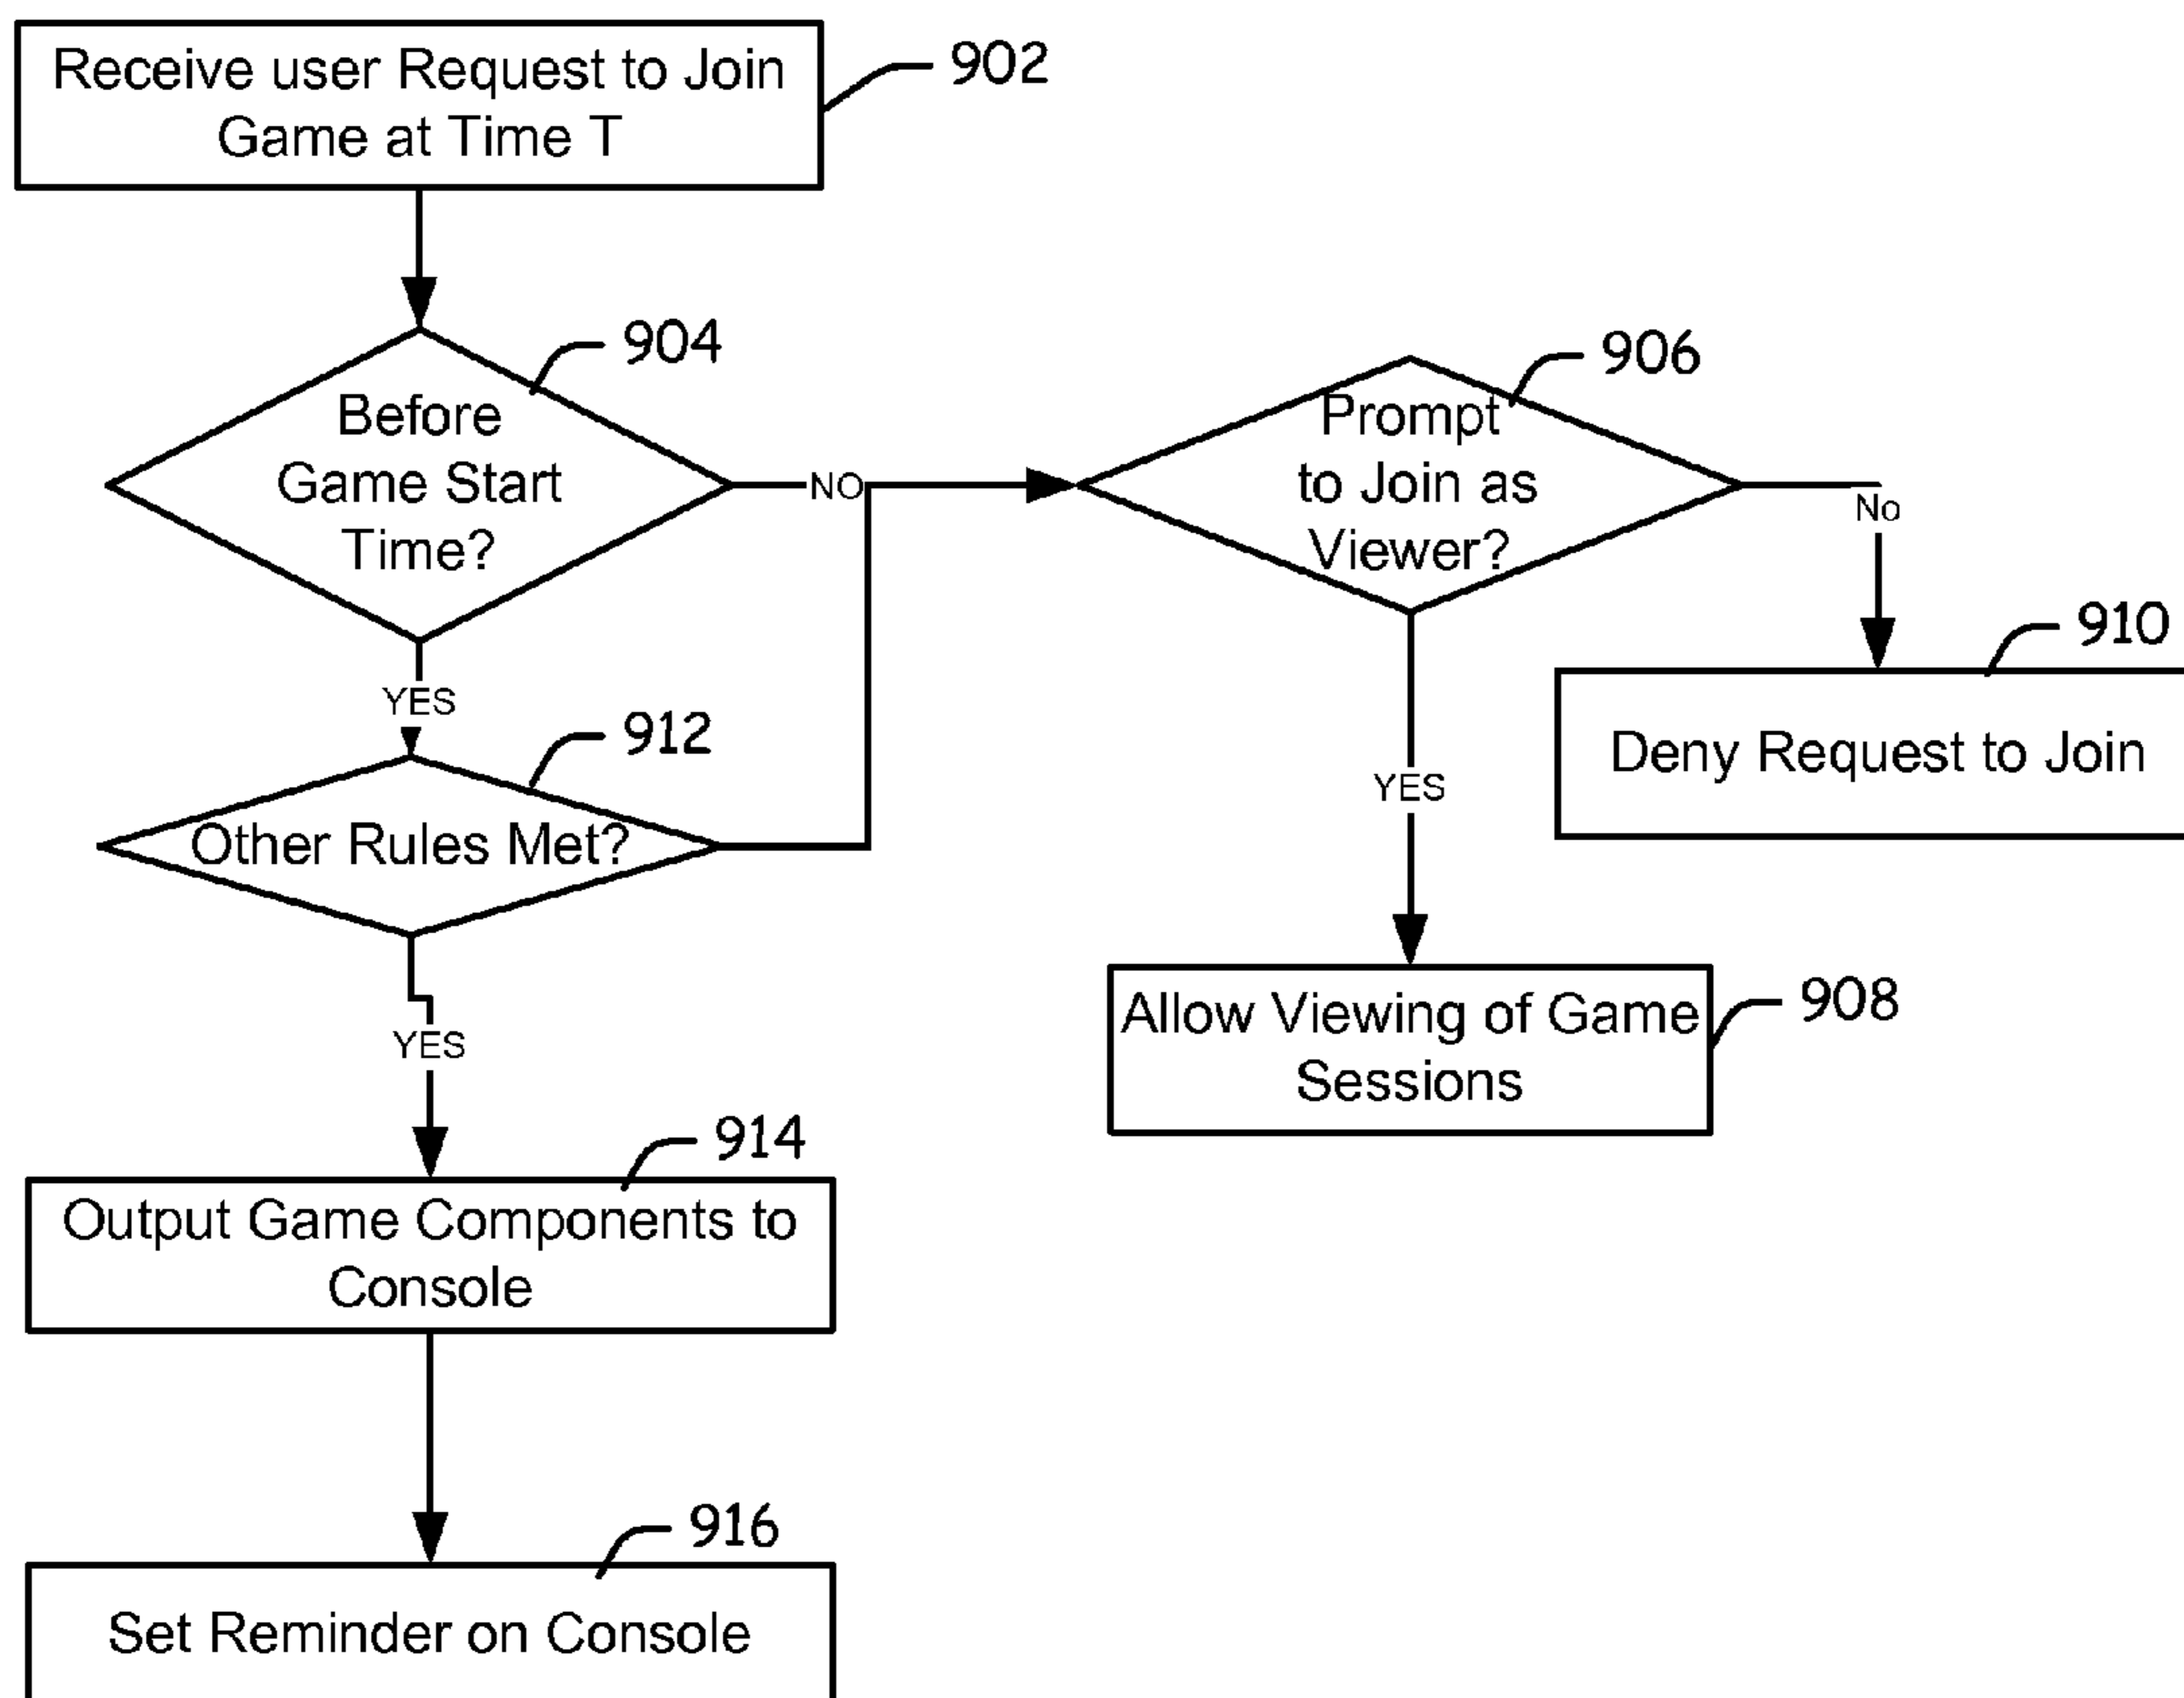 Receive user Request to Join
Game at Time T
902
904
Before
Game Start
Time?
NO
906
Prompt
to Join as
Viewer?
No
910
Deny Request to Join
YES
912
Other Rules Met?
YES
908
Allow Viewing of Game
Sessions
YES
914
Output Game Components to
Console
916
Set Reminder on Console